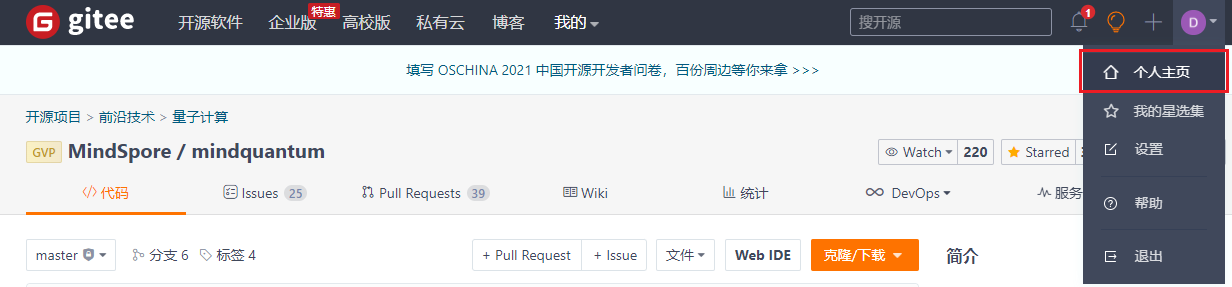 gitee 开源软件 企业版 特惠 高校版 私有云 博客 我的 搜开源 1 D
填写 OSCHINA 2021 中国开源开发者问卷，百份周边等你来拿 >>>
个人主页
我的星选集
设置
帮助
退出
开源项目 > 前沿技术 > 量子计算
GVP MindSpore / mindquantum Watch 220 Starred
代码 Issues 25 Pull Requests 39 Wiki 统计 DevOps 服务
master 分支 6 标签 4 + Pull Request + Issue 文件 Web IDE 克隆/下载 简介